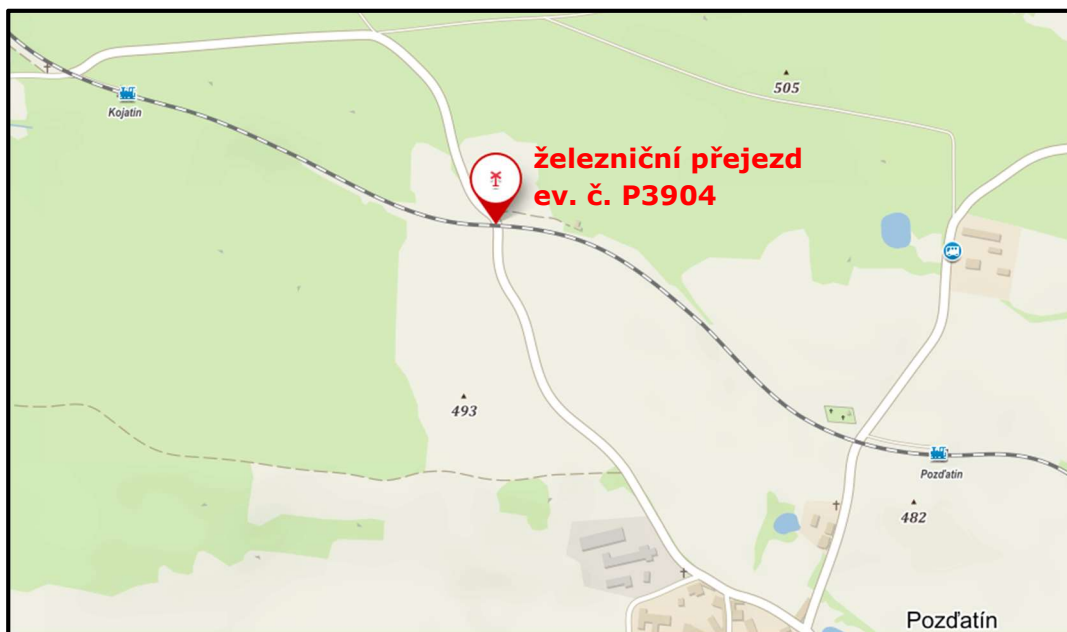 505
Kojatín
železniční přejezd
ev. č. P3904
493
Pozďatín
482
Pozďatín